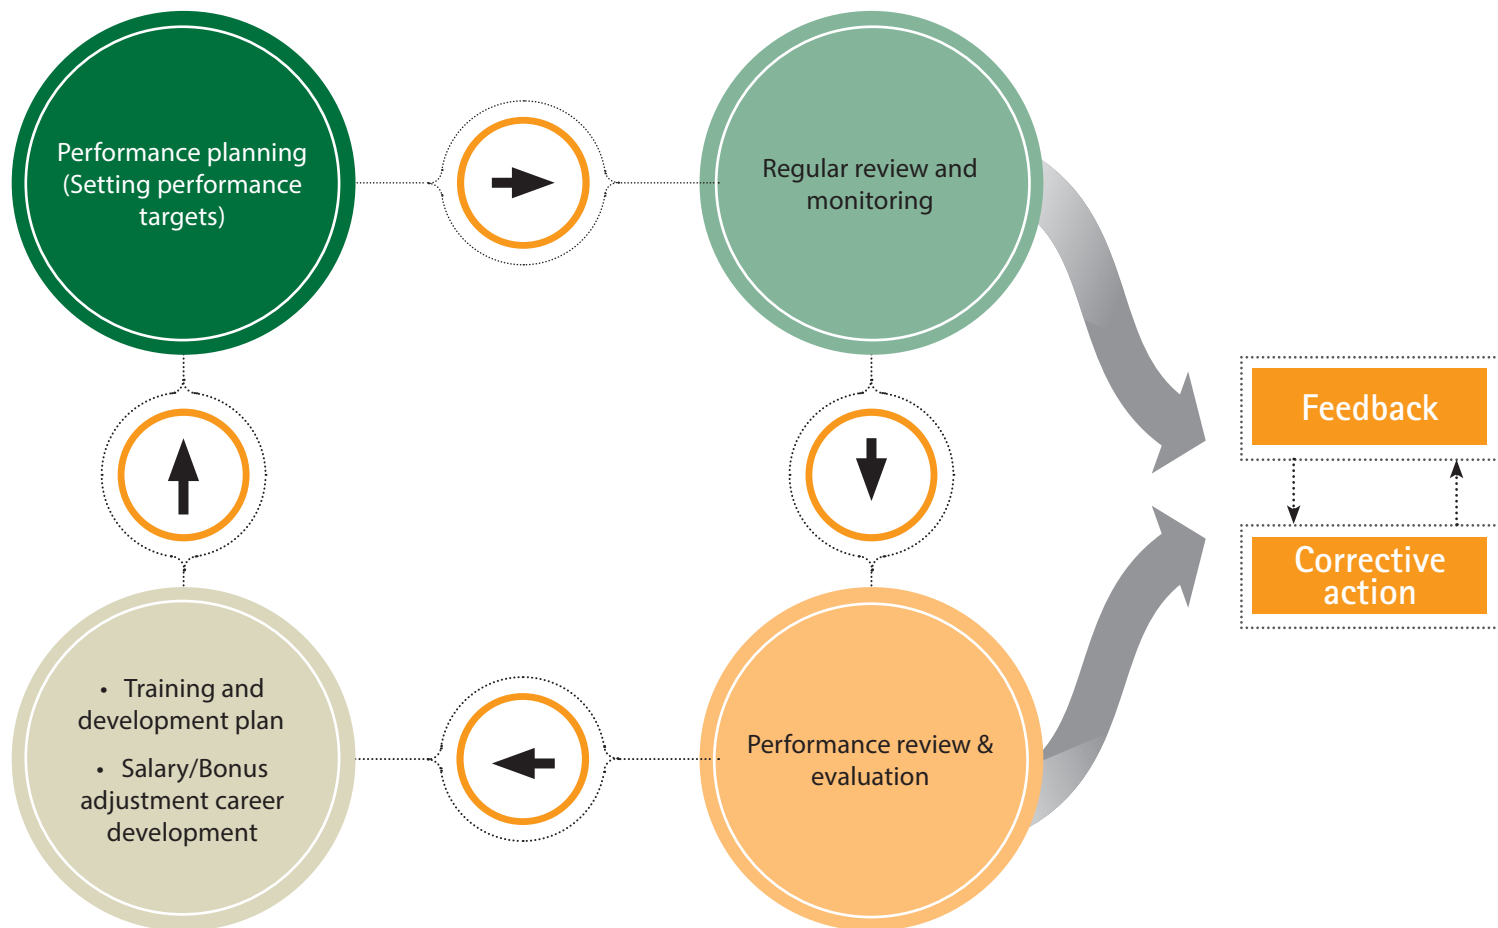 Performance planning
(Setting performance
targets)
Regular review and
monitoring
Feedback
Corrective
action
• Training and
development plan
• Salary/Bonus
adjustment career
development
Performance review &
evaluation